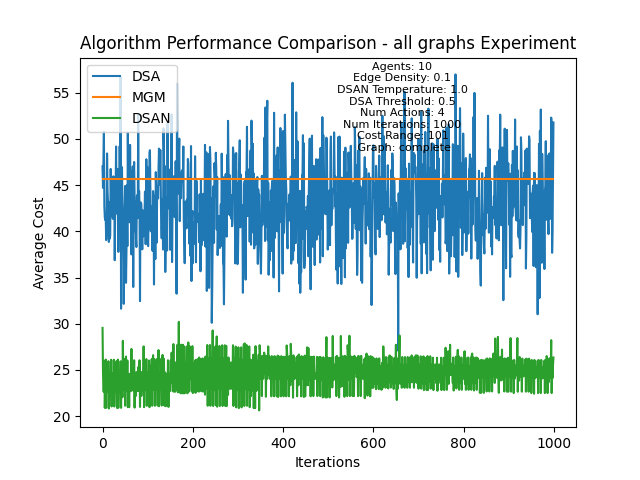 Algorithm Performance Comparison - all graphs Experiment
DSA
MGM
DSAN
Agents: 10
Edge Density: 0.1
DSAN Temperature: 1.0
DSA Threshold: 0.5
Num Actions: 4
Num Iterations: 1000
Cost Range: 101
Graph: complete
Average Cost
55
50
45
40
35
30
25
20
0
200
400
600
800
1000
Iterations